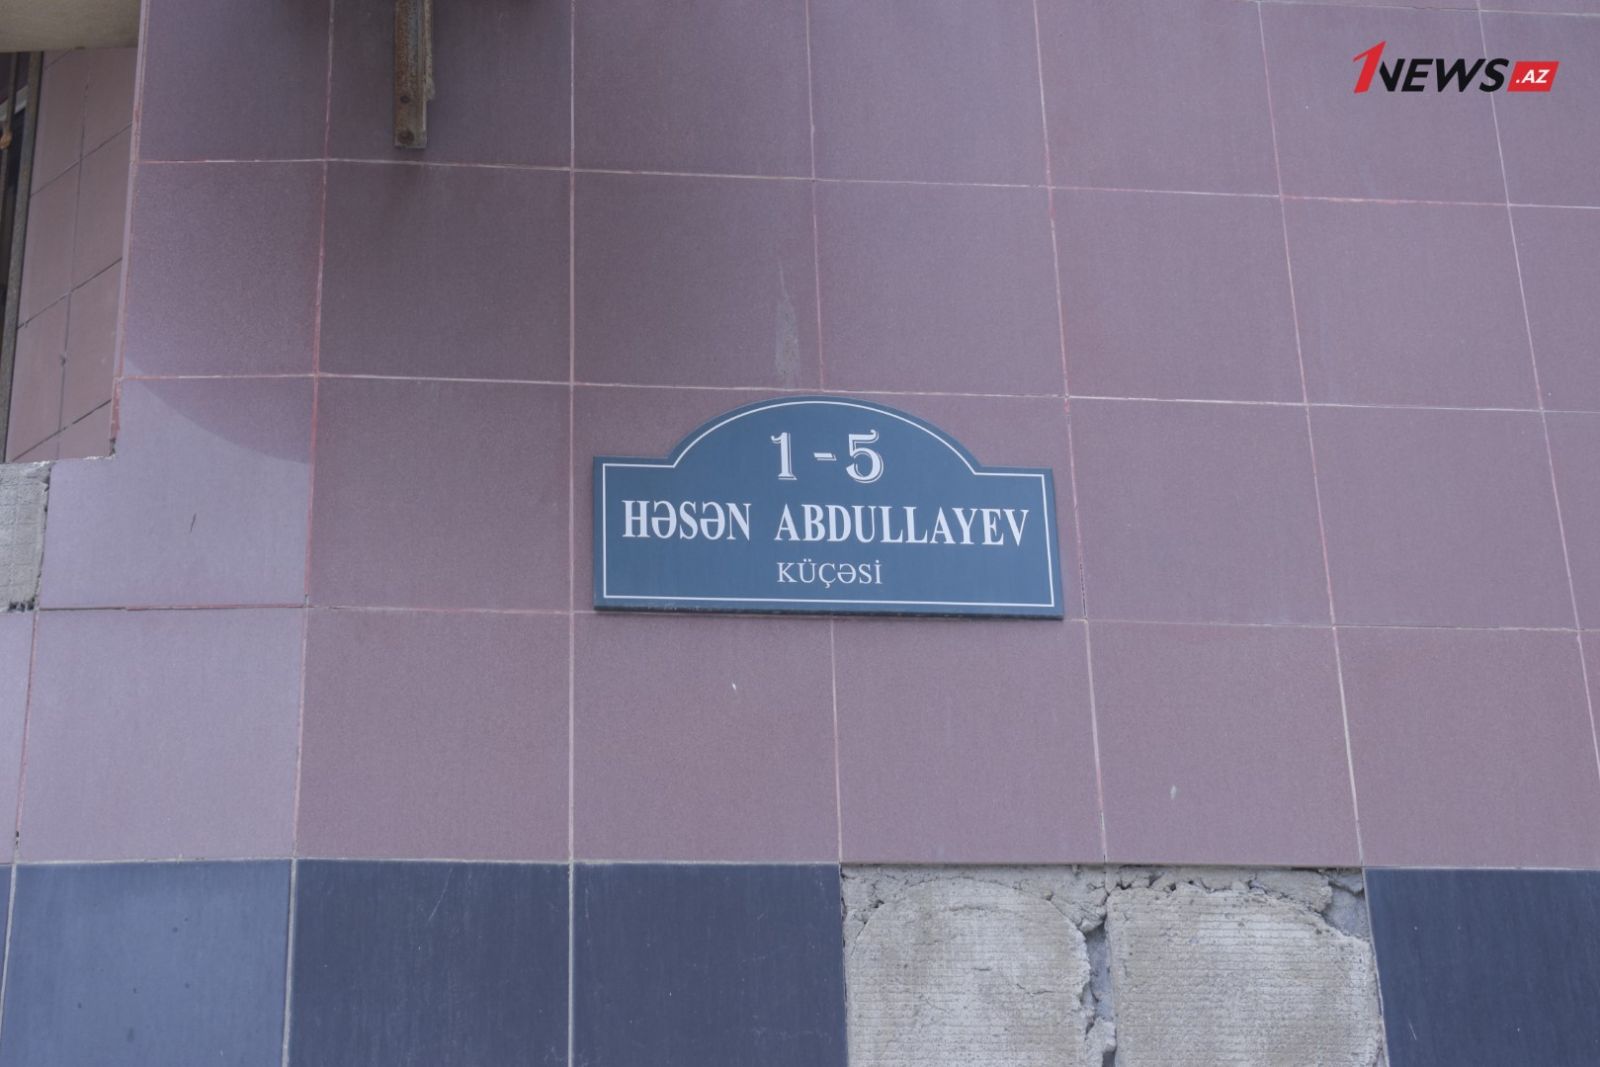 1NEWS.AZ
1-5
HƏSƏN ABDULLAYEV
KÜÇƏSİ